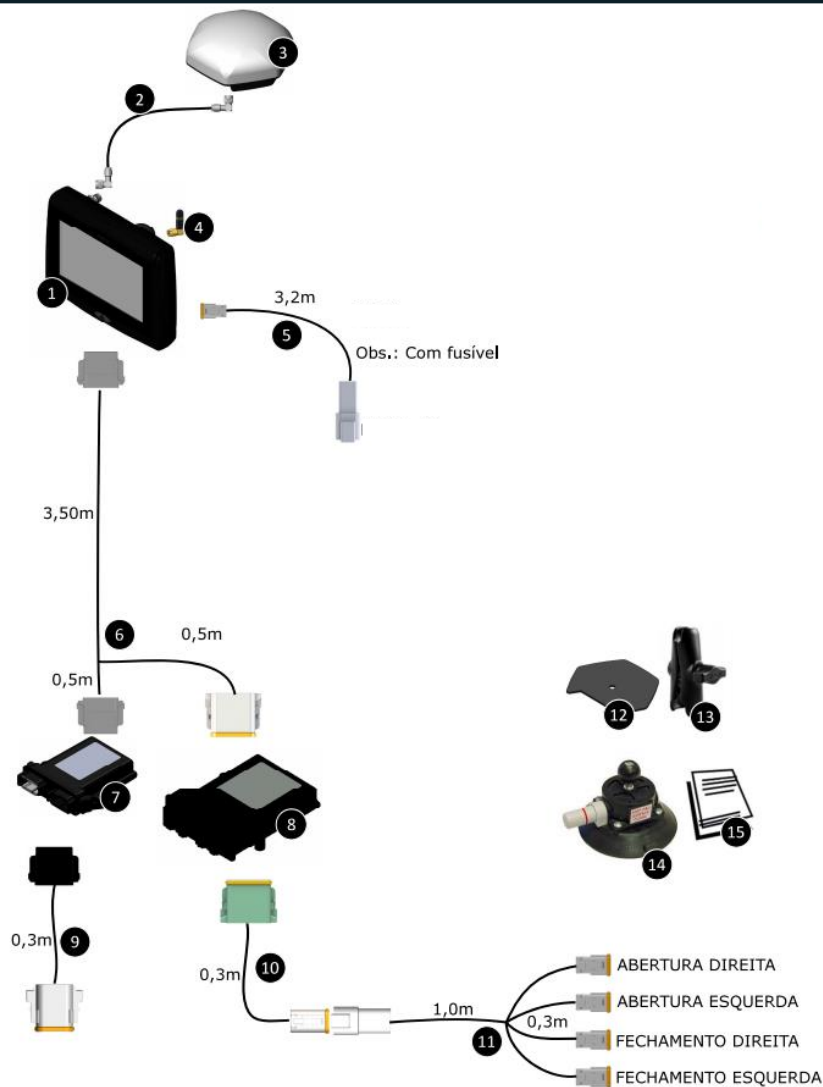 3
2
4
1
3,2m
5
Obs.: Com fusível
3,50m
6
0,5m
0,5m
12
13
7
8
14
15
0,3m
9
10
0,3m
1,0m
11
0,3m
ABERTURA DIREITA
ABERTURA ESQUERDA
FECHAMENTO DIREITA
FECHAMENTO ESQUERDA